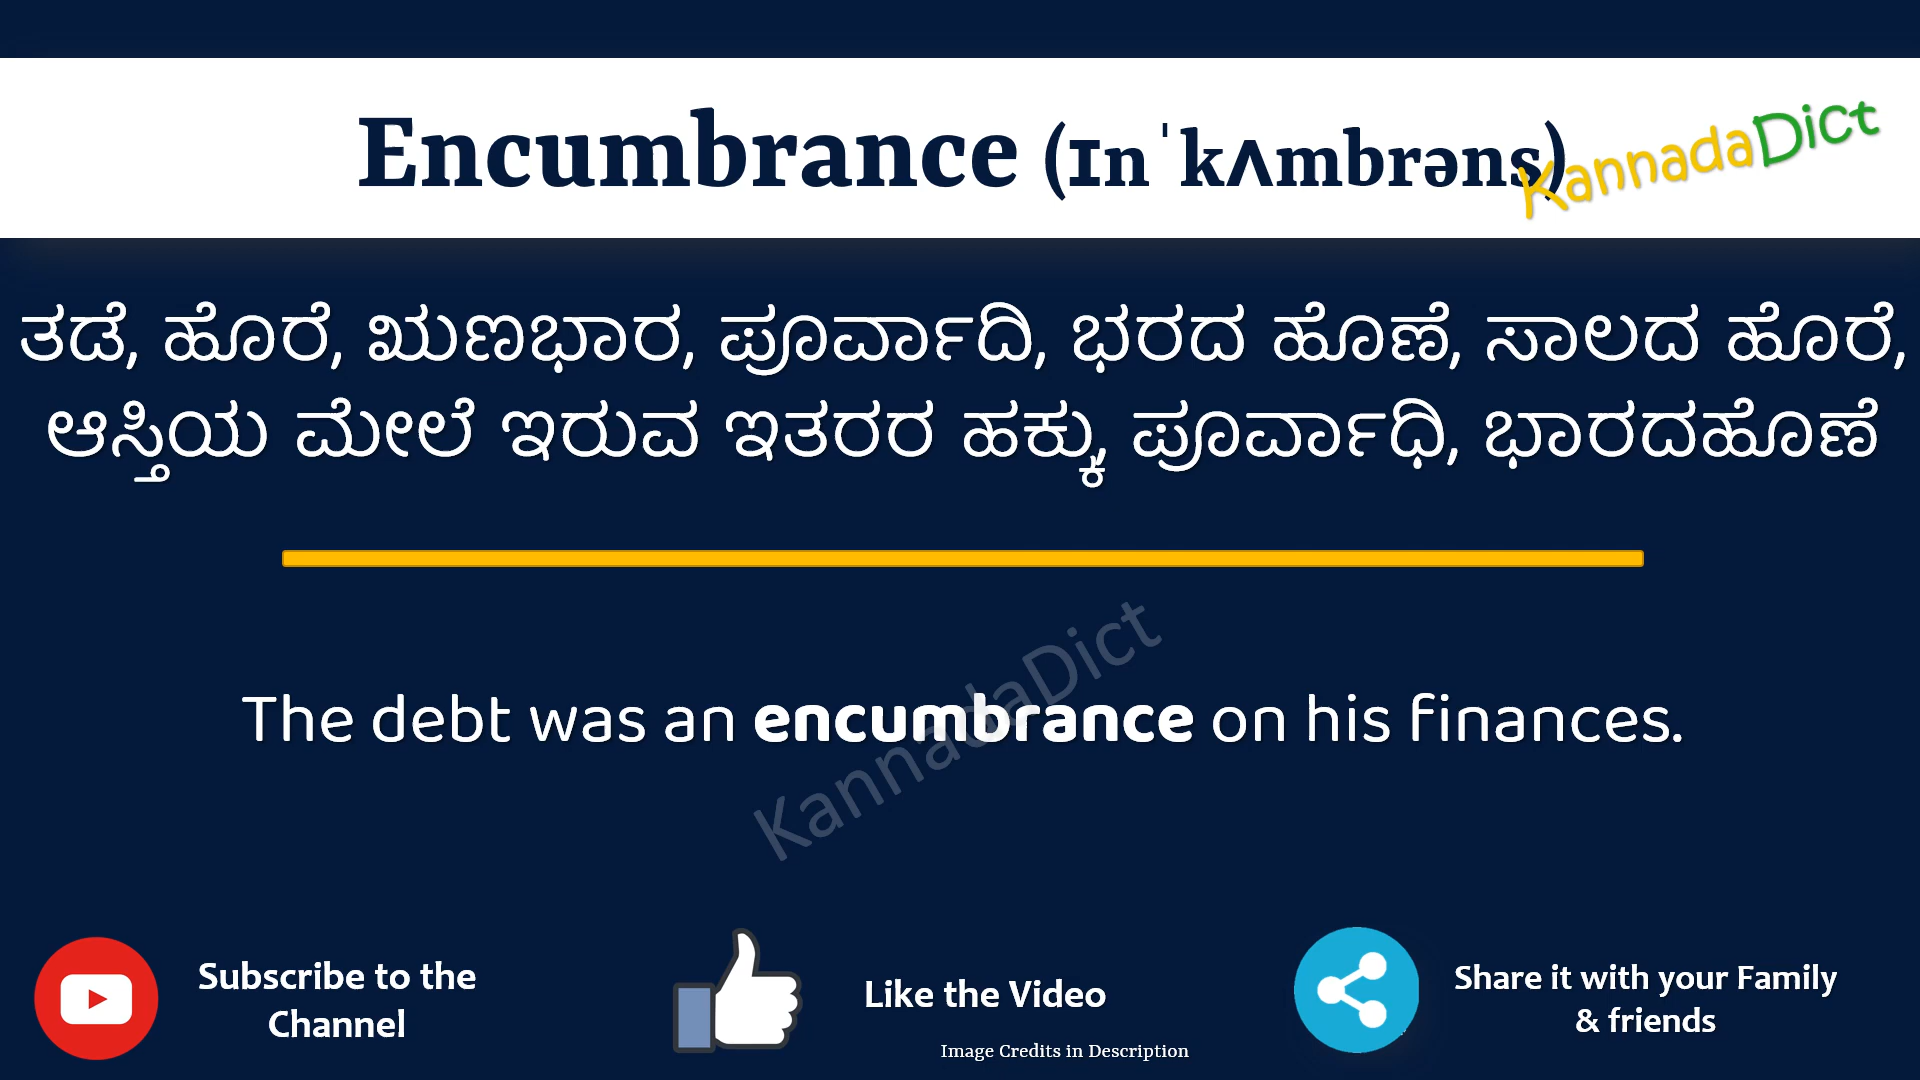 Encumbrance (ɪnˈkʌmbrəns)
KannadaDict
ತಡೆ, ಹೊರೆ, ಋಣಭಾರ, ಪೂರ್ವಾದಿ, ಭರದ ಹೊಣೆ, ಸಾಲದ ಹೊರೆ,
ಆಸ್ತಿಯ ಮೇಲೆ ಇರುವ ಇತರರ ಹಕ್ಕು, ಪೂರ್ವಾಧಿ, ಭಾರದಹೊಣೆ
The debt was an encumbrance on his finances.
KannadaDict
Subscribe to the
Channel
Like the Video
Share it with your Family
& friends
Image Credits in Description